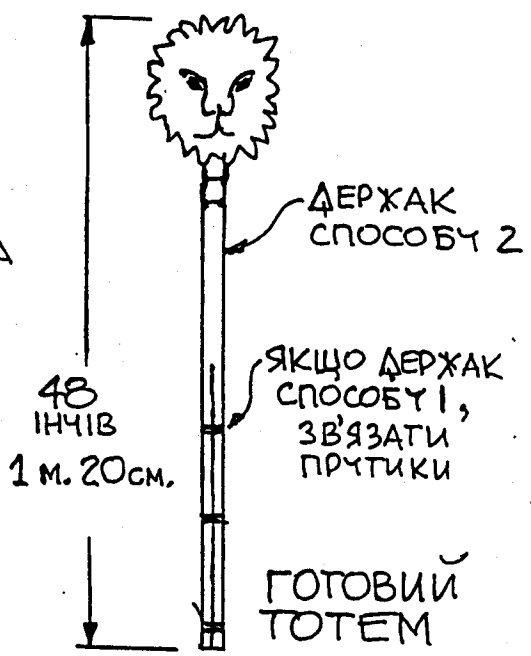 ДЕРЖАК
СПОСОБУ 2
ЯКЩО ДЕРЖАК
СПОСОБУ 1,
ЗВ'ЯЗАТИ
ПРУТИКИ
48
ІНЧІВ
1 м. 20см.
ГОТОВИЙ
ТОТЕМ